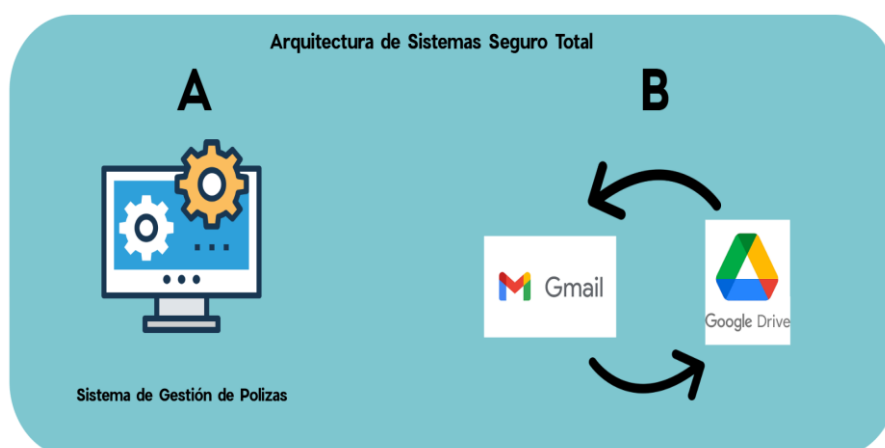 Arquitectura de Sistemas Seguro Total
A
B
Gmail
Google Drive
Sistema de Gestión de Polizas